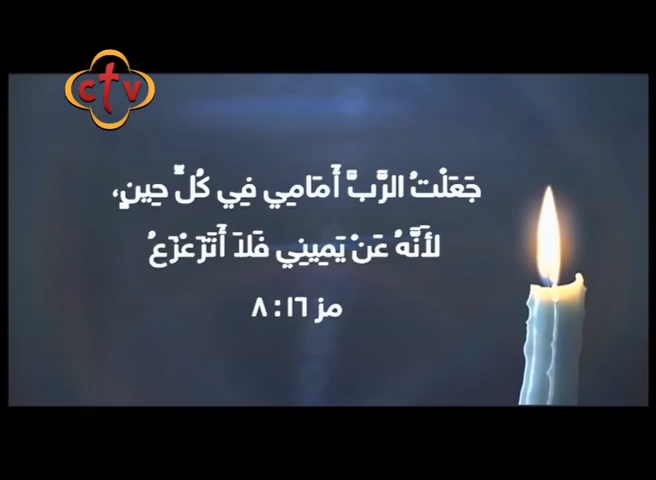 ctv
جَعَلْتُ الرَّبَّ أَمَامِي فِي كُلِّ حِينٍ،
لأَنَّهُ عَنْ يَمِينِي فَلاَ أَتَزَعْزَعُ
مز ١٦ : ٨